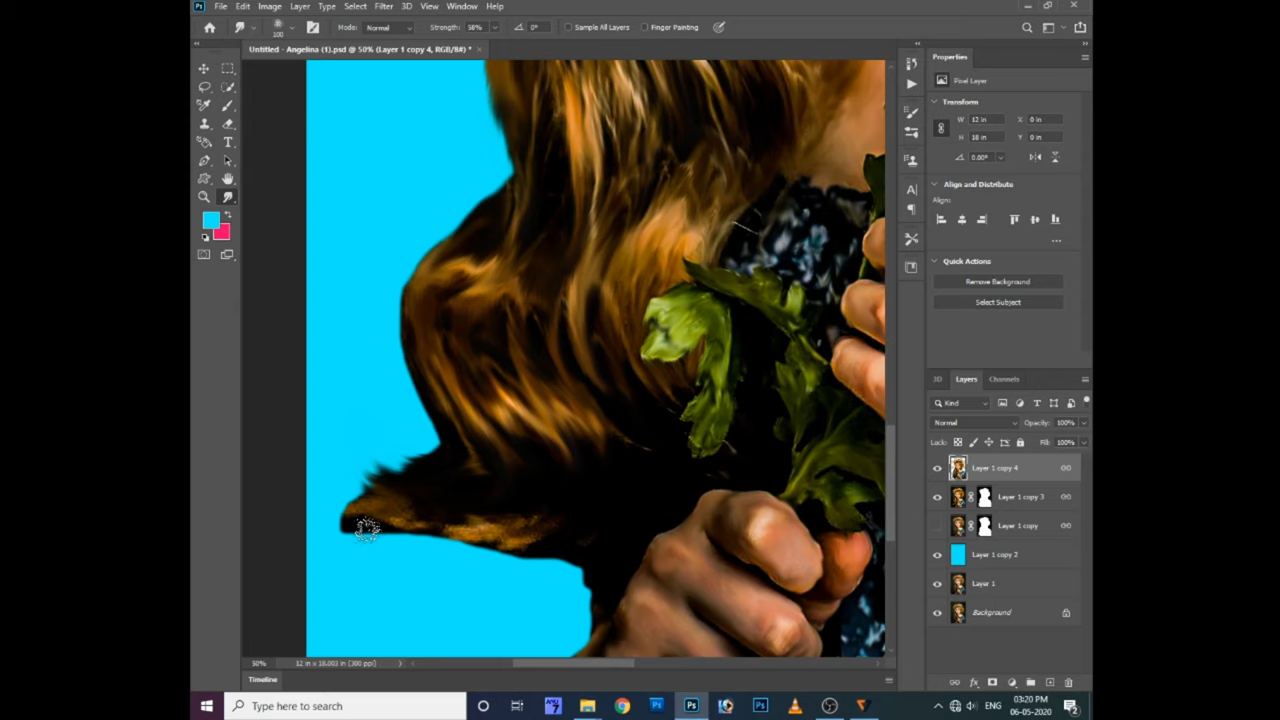 Ps File Edit Image Layer Type Select Filter 3D View Window Help
100 Mode: Normal Strength: 58% 0° Sample All Layers Finger Painting
Untitled - Angelina (1).psd @ 50% (Layer 1 copy 4, RGB/8#) * ×
Properties
Pixel Layer
Transform
W 12 in X 0 in
H 18 in Y 0 in
0.00°
Align and Distribute
Align:
Quick Actions
Remove Background
Select Subject
3D Layers Channels
Kind
Normal Opacity: 100%
Lock: Fill: 100%
Layer 1 copy 4
Layer 1 copy 3
Layer 1 copy
Layer 1 copy 2
Layer 1
Background
50% 12 in x 18.003 in (300 ppi)
Timeline
Type here to search
ENG
03:20 PM
06-05-2020
2